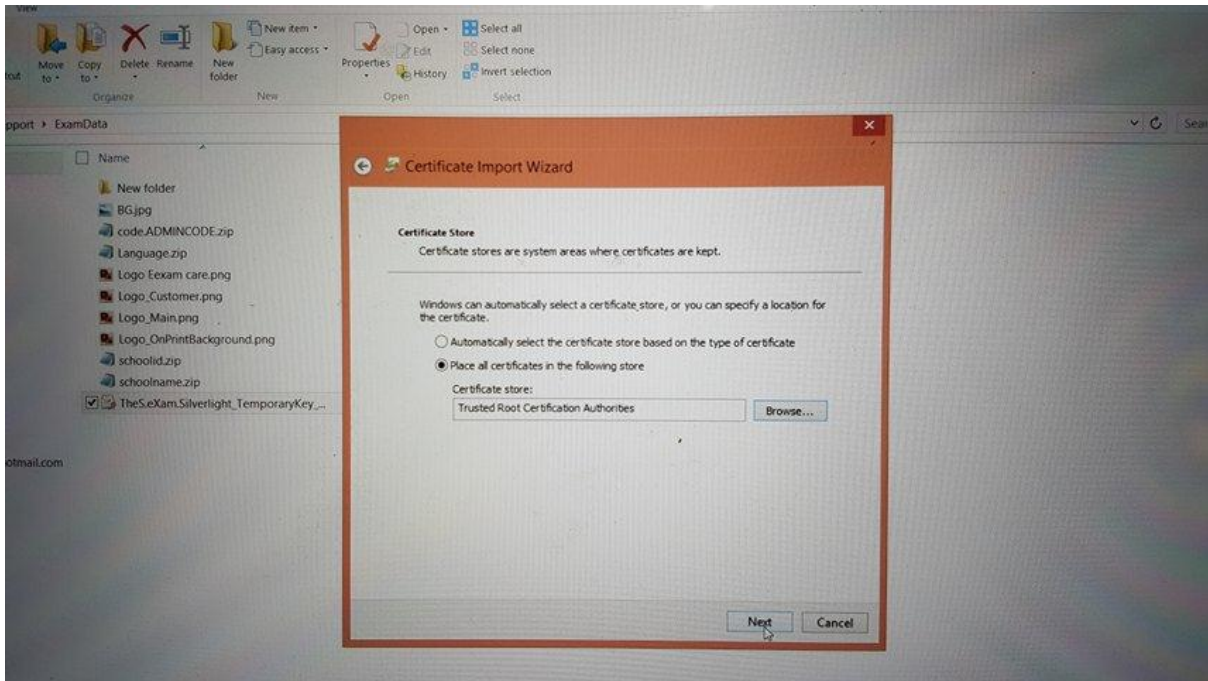 View
New item
Open
Select all
Easy access
Edit
Select none
Move to
Copy to
Delete
Rename
New folder
Properties
History
Invert selection
Organize
New
Open
Select
pport › ExamData
Sear
Name
New folder
BG.jpg
code.ADMINCODE.zip
Language.zip
Logo Eexam care.png
Logo_Customer.png
Logo_Main.png
Logo_OnPrintBackground.png
schoolid.zip
schoolname.zip
TheS.eXam.Silverlight_TemporaryKey_...
otmail.com
Certificate Import Wizard
Certificate Store
Certificate stores are system areas where certificates are kept.
Windows can automatically select a certificate store, or you can specify a location for
the certificate.
Automatically select the certificate store based on the type of certificate
Place all certificates in the following store
Certificate store:
Trusted Root Certification Authorities
Browse...
Next
Cancel